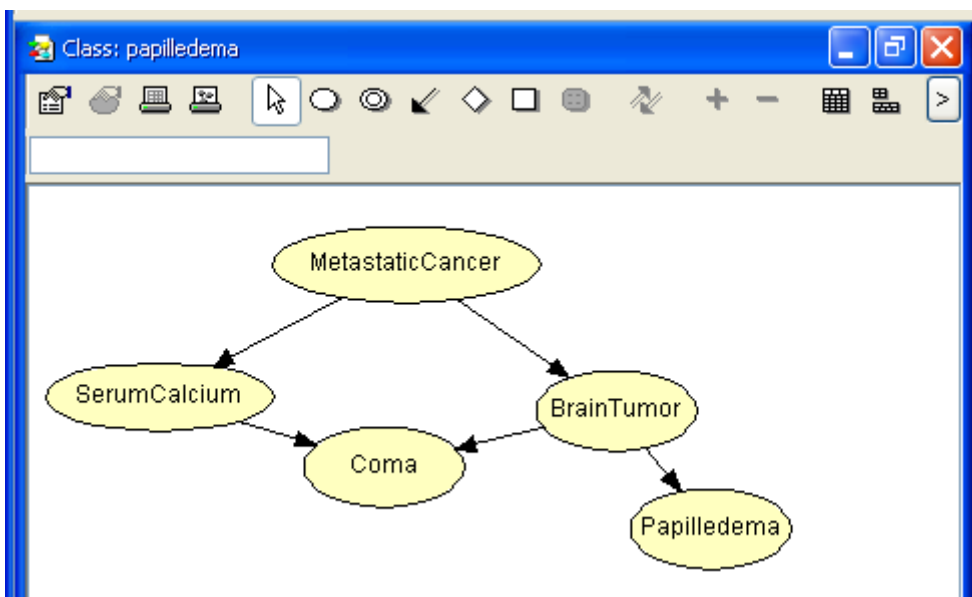 Class: papilledema
MetastaticCancer
SerumCalcium
BrainTumor
Coma
Papilledema